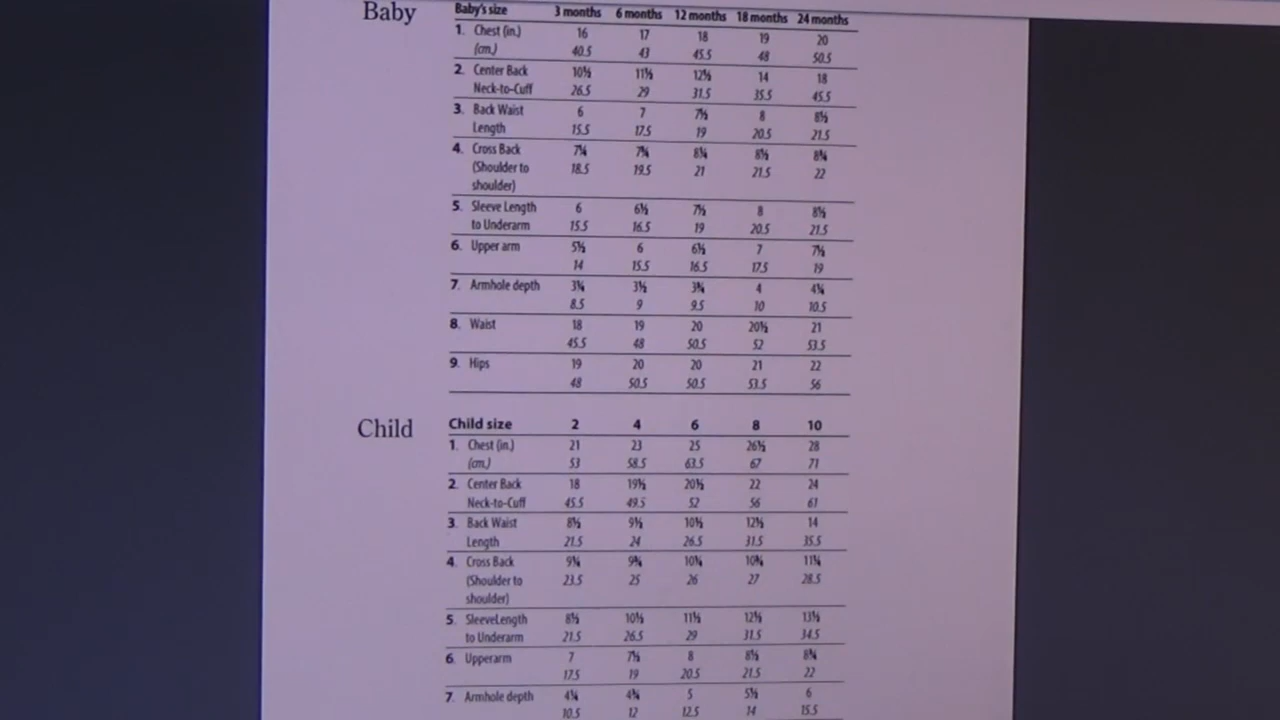 Baby
Baby's size 3 months 6 months 12 months 18 months 24 months
1. Chest (in.) 16 17 18 19 20
(cm.) 40.5 43 45.5 48 50.5
2. Center Back 10½ 11½ 12½ 14 18
Neck-to-Cuff 26.5 29 31.5 35.5 45.5
3. Back Waist 6 7 7½ 8 8½
Length 15.5 17.5 19 20.5 21.5
4. Cross Back 7¼ 7¾ 8¼ 8½ 8¾
(Shoulder to 18.5 19.5 21 21.5 22
shoulder)
5. Sleeve Length 6 6½ 7½ 8 8½
to Underarm 15.5 16.5 19 20.5 21.5
6. Upper arm 5½ 6 6½ 7 7½
14 15.5 16.5 17.5 19
7. Armhole depth 3¼ 3½ 3¾ 4 4¼
8.5 9 9.5 10 10.5
8. Waist 18 19 20 20½ 21
45.5 48 50.5 52 53.5
9. Hips 19 20 20 21 22
48 50.5 50.5 53.5 56
Child
Child size 2 4 6 8 10
1. Chest (in.) 21 23 25 26½ 28
(cm.) 53 58.5 63.5 67 71
2. Center Back 18 19½ 20½ 22 24
Neck-to-Cuff 45.5 49.5 52 56 61
3. Back Waist 8½ 9½ 10½ 12½ 14
Length 21.5 24 26.5 31.5 35.5
4. Cross Back 9¼ 9¾ 10¼ 10¾ 11¼
(Shoulder to 23.5 25 26 27 28.5
shoulder)
5. SleeveLength 8½ 10½ 11½ 12½ 13½
to Underarm 21.5 26.5 29 31.5 34.5
6. Upperarm 7 7½ 8 8½ 8¾
17.5 19 20.5 21.5 22
7. Armhole depth 4¼ 4¾ 5 5½ 6
10.5 12 12.5 14 15.5